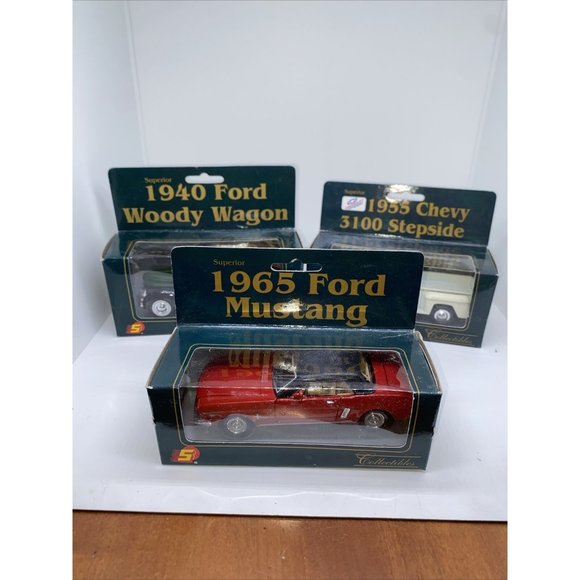 Superior
1940 Ford
Woody Wagon
S
Superior
1955 Chevy
3100 Stepside
Collectibles
Superior
1965 Ford
Mustang
S
Collectibles